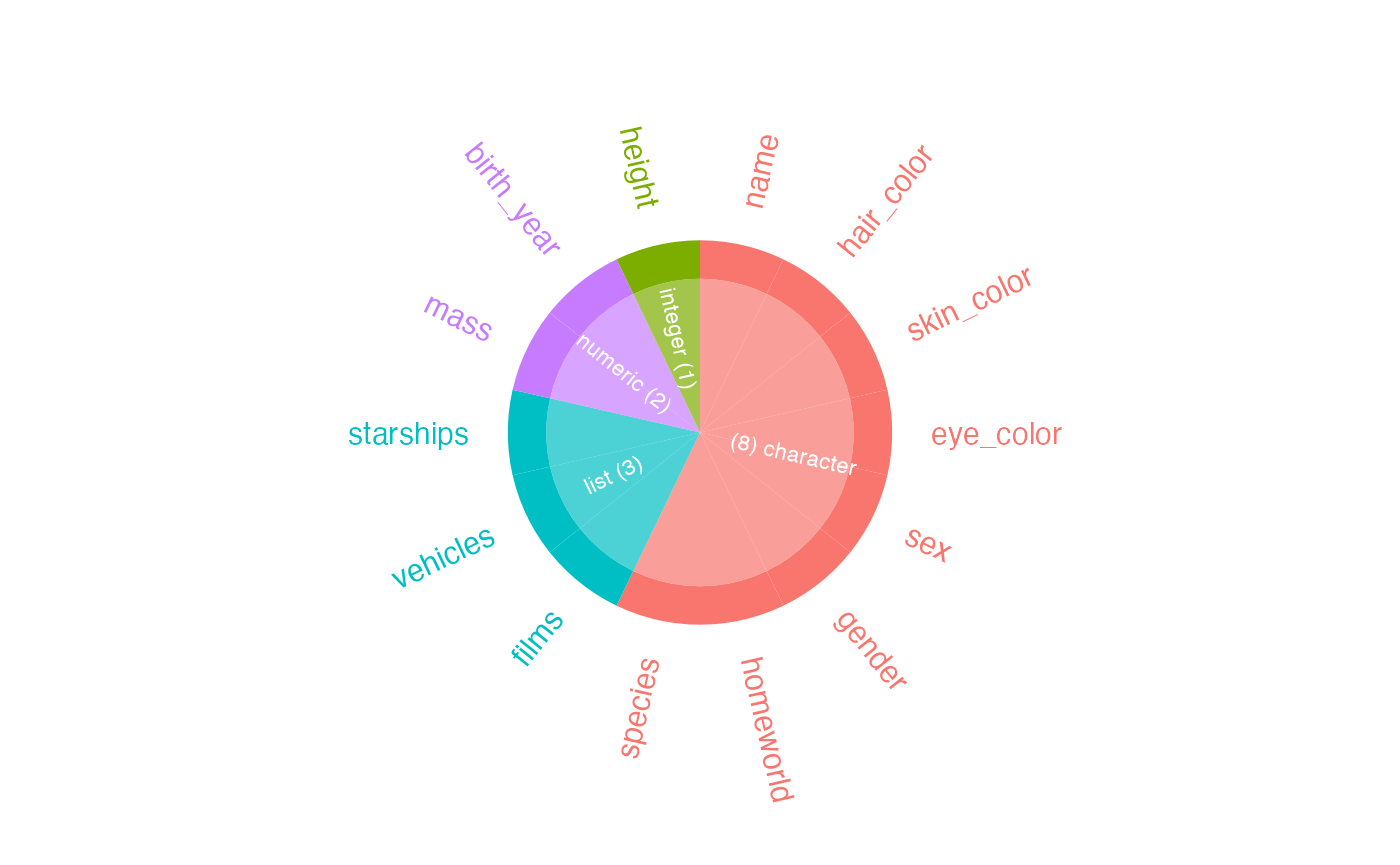 name
hair_color
skin_color
eye_color
sex
gender
homeworld
species
films
vehicles
starships
mass
birth_year
height
(8) character
list (3)
numeric (2)
integer (1)